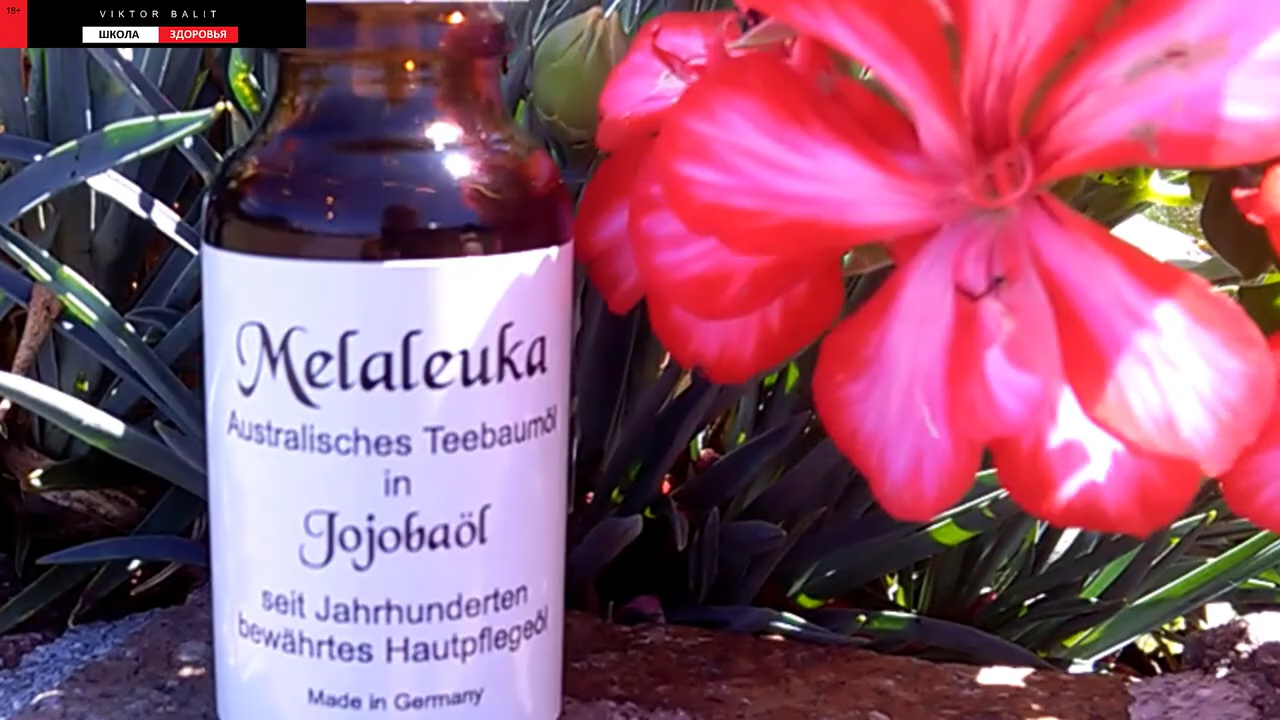 18+
VIKTOR BALIT
ШКОЛА ЗДОРОВЬЯ
Melaleuka
Australisches Teebaumöl
in
Jojobaöl
seit Jahrhunderten
bewährtes Hautpflegeöl
Made in Germany